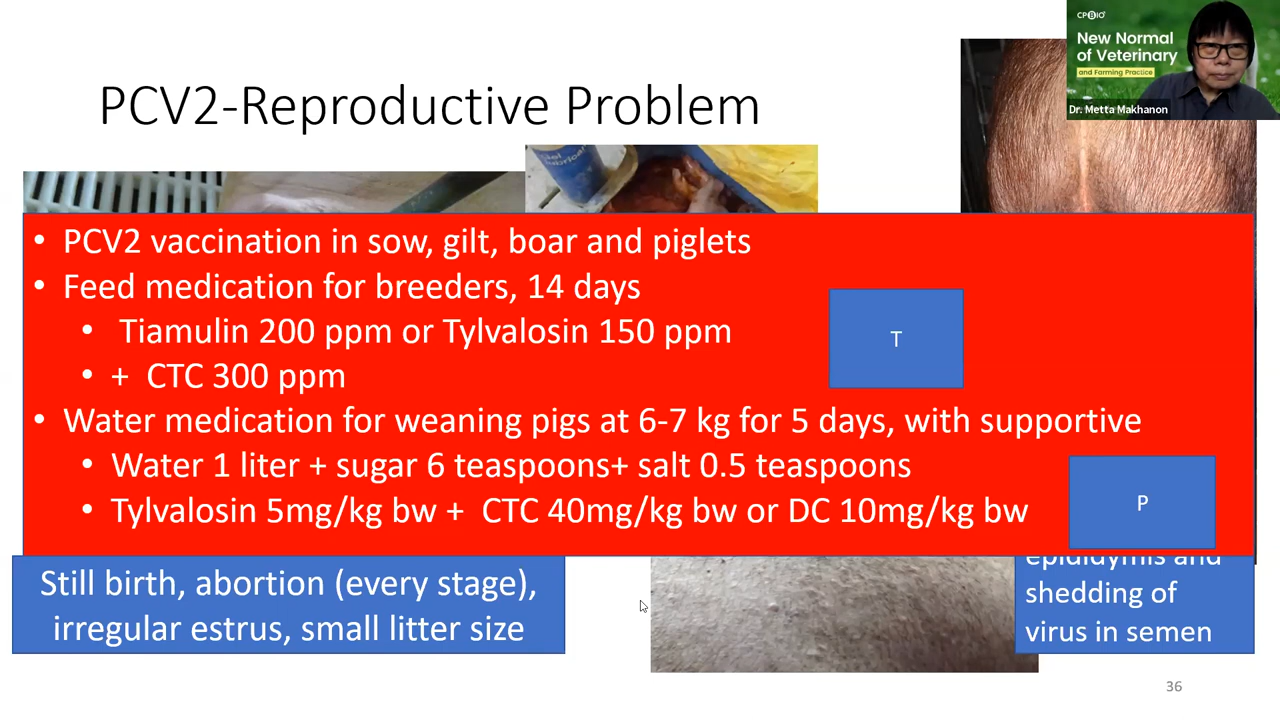 CPBIO
New Normal
of Veterinary
and Farming Practice
Dr. Metta Makhanon
PCV2-Reproductive Problem
• PCV2 vaccination in sow, gilt, boar and piglets
• Feed medication for breeders, 14 days
• Tiamulin 200 ppm or Tylvalosin 150 ppm
• + CTC 300 ppm
• Water medication for weaning pigs at 6-7 kg for 5 days, with supportive
• Water 1 liter + sugar 6 teaspoons+ salt 0.5 teaspoons
• Tylvalosin 5mg/kg bw + CTC 40mg/kg bw or DC 10mg/kg bw
T
P
Still birth, abortion (every stage),
irregular estrus, small litter size
epididymis and
shedding of
virus in semen
36